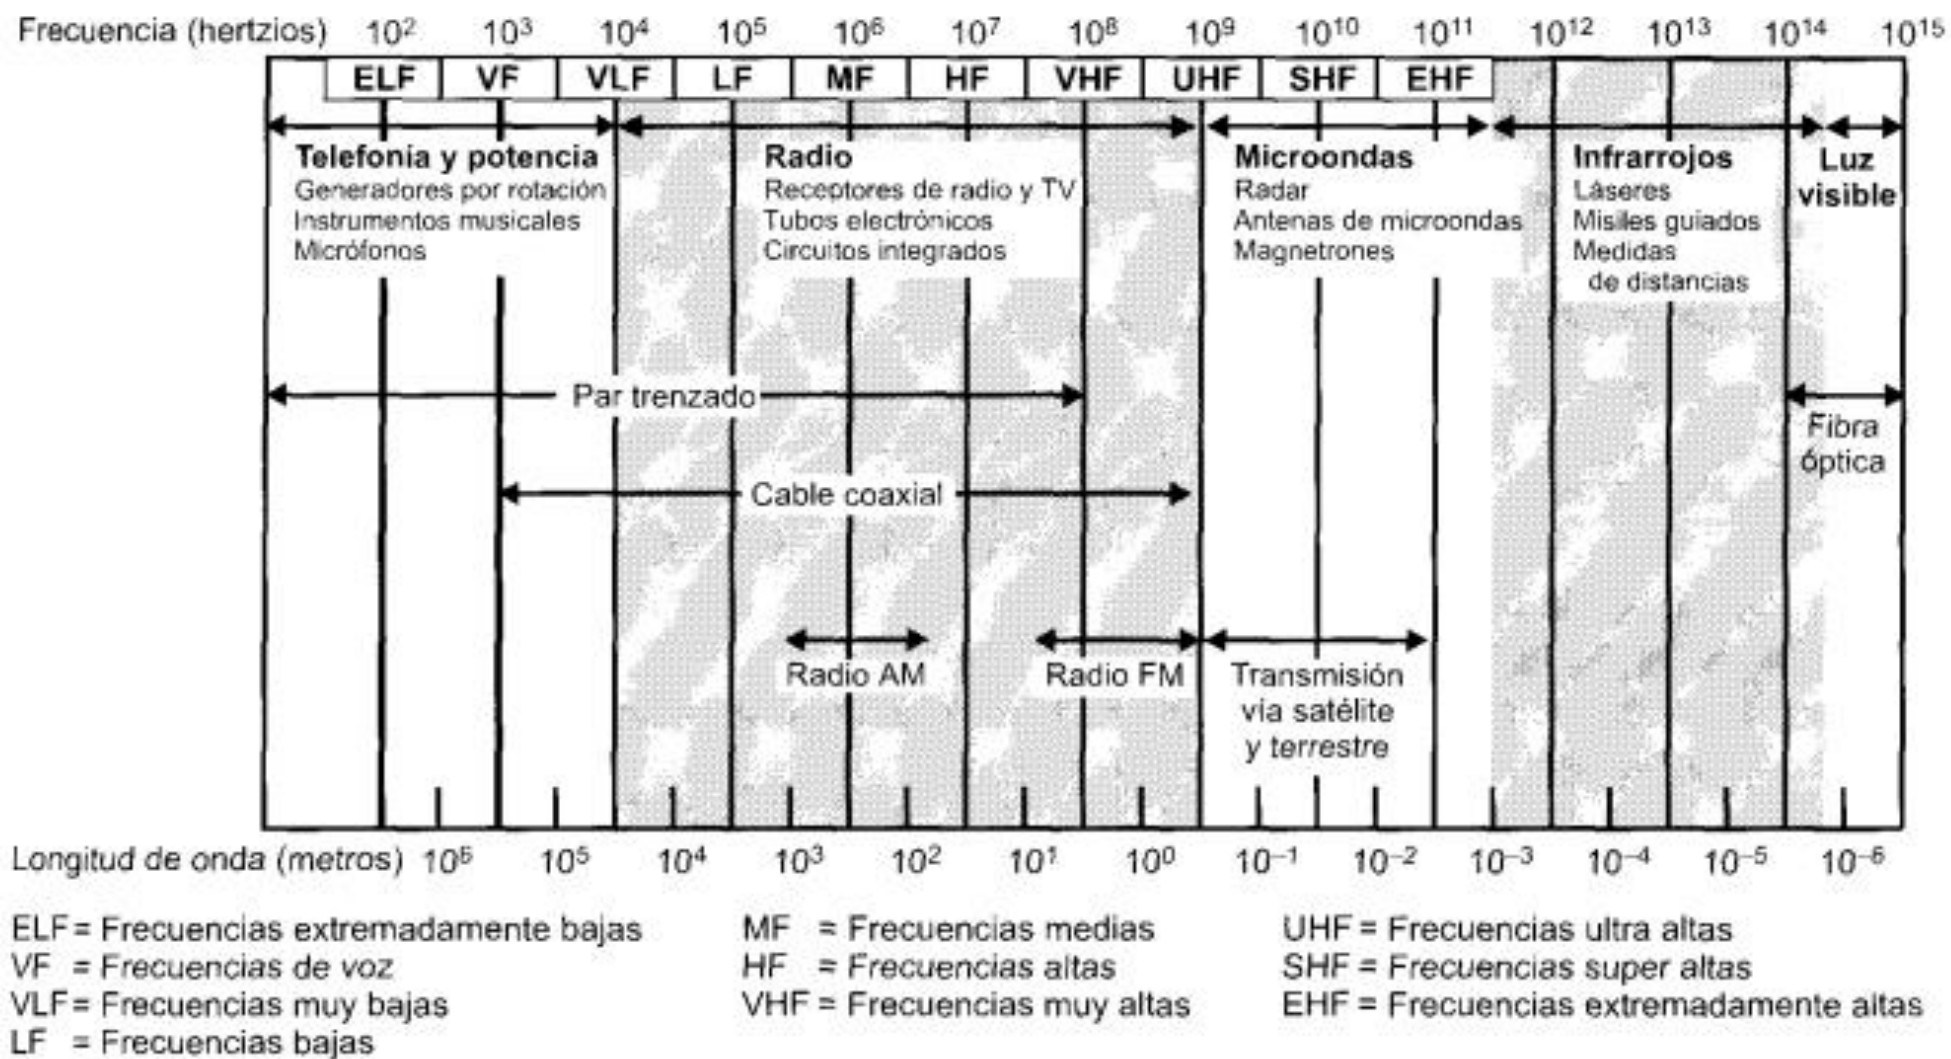 Frecuencia (hertzios) 10² 10³ 10⁴ 10⁵ 10⁶ 10⁷ 10⁸ 10⁹ 10¹⁰ 10¹¹ 10¹² 10¹³ 10¹⁴ 10¹⁵
ELF VF VLF LF MF HF VHF UHF SHF EHF
Telefonía y potencia
Generadores por rotación
Instrumentos musicales
Micrófonos
Radio
Receptores de radio y TV
Tubos electrónicos
Circuitos integrados
Microondas
Radar
Antenas de microondas
Magnetrones
Infrarrojos
Láseres
Misiles guiados
Medidas
de distancias
Luz
visible
Par trenzado
Fibra
óptica
Cable coaxial
Radio AM
Radio FM
Transmisión
vía satélite
y terrestre
Longitud de onda (metros) 10⁶ 10⁵ 10⁴ 10³ 10² 10¹ 10⁰ 10⁻¹ 10⁻² 10⁻³ 10⁻⁴ 10⁻⁵ 10⁻⁶
ELF = Frecuencias extremadamente bajas
VF = Frecuencias de voz
VLF = Frecuencias muy bajas
LF = Frecuencias bajas
MF = Frecuencias medias
HF = Frecuencias altas
VHF = Frecuencias muy altas
UHF = Frecuencias ultra altas
SHF = Frecuencias super altas
EHF = Frecuencias extremadamente altas